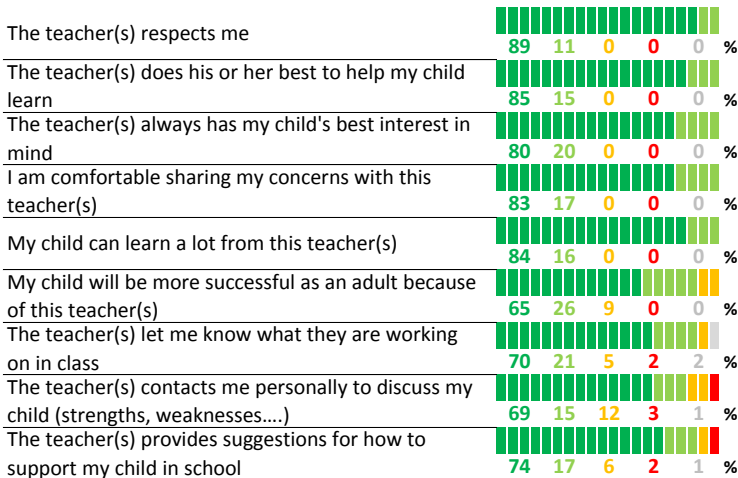 The teacher(s) respects me
89 11 0 0 0 %
The teacher(s) does his or her best to help my child
learn
85 15 0 0 0 %
The teacher(s) always has my child's best interest in
mind
80 20 0 0 0 %
I am comfortable sharing my concerns with this
teacher(s)
83 17 0 0 0 %
My child can learn a lot from this teacher(s)
84 16 0 0 0 %
My child will be more successful as an adult because
of this teacher(s)
65 26 9 0 0 %
The teacher(s) let me know what they are working
on in class
70 21 5 2 2 %
The teacher(s) contacts me personally to discuss my
child (strengths, weaknesses....)
69 15 12 3 1 %
The teacher(s) provides suggestions for how to
support my child in school
74 17 6 2 1 %